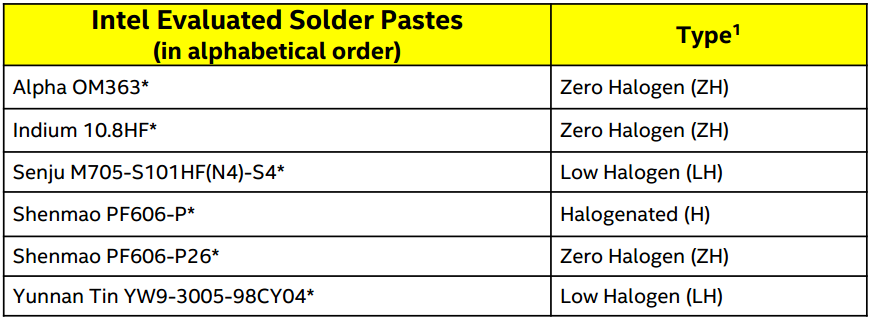 Intel Evaluated Solder Pastes
(in alphabetical order)
Type¹
Alpha OM363*
Zero Halogen (ZH)
Indium 10.8HF*
Zero Halogen (ZH)
Senju M705-S101HF(N4)-S4*
Low Halogen (LH)
Shenmao PF606-P*
Halogenated (H)
Shenmao PF606-P26*
Zero Halogen (ZH)
Yunnan Tin YW9-3005-98CY04*
Low Halogen (LH)